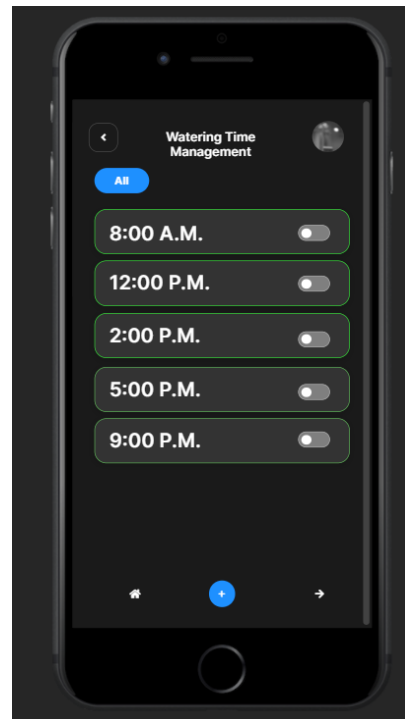 Watering Time
Management
All
8:00 A.M.
12:00 P.M.
2:00 P.M.
5:00 P.M.
9:00 P.M.